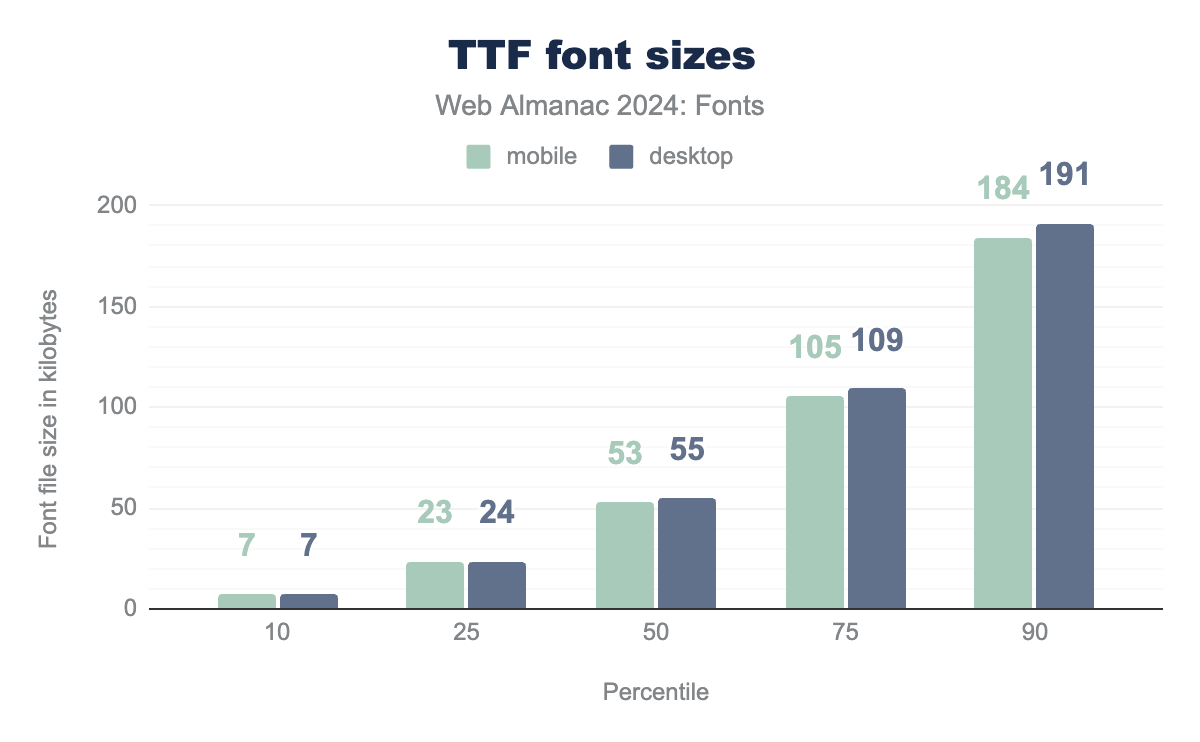 TTF font sizes
Web Almanac 2024: Fonts
mobile desktop
184 191
200
150
105 109
100
53 55
50
23 24
7 7
0
10 25 50 75 90
Percentile
Font file size in kilobytes